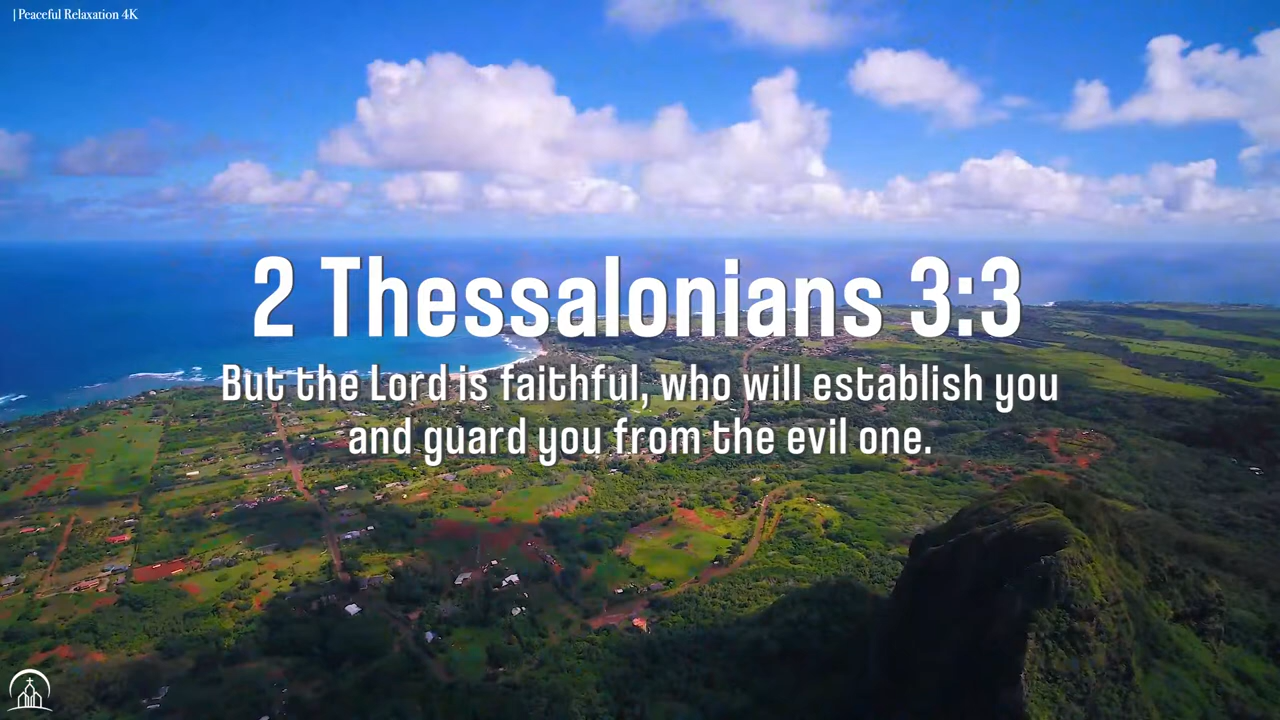 | Peaceful Relaxation 4K
2 Thessalonians 3:3
But the Lord is faithful, who will establish you
and guard you from the evil one.